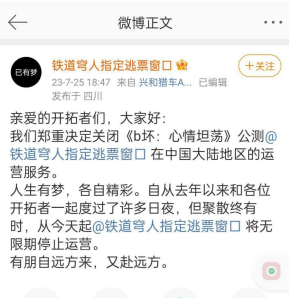 微博正文
已有梦
铁道穹人指定逃票窗口
+关注
23-7-25 18:47 来自 兴和猎车A... 已编辑
发布于 四川
亲爱的开拓者们，大家好：
我们郑重决定关闭《b坏：心情坦荡》公测@
铁道穹人指定逃票窗口 在中国大陆地区的运
营服务。
人生有梦，各自精彩。自从去年以来和各位
开拓者一起度过了许多日夜，但聚散终有
时，从今天起@铁道穹人指定逃票窗口 将无
限期停止运营。
有朋自远方来，又赴远方。